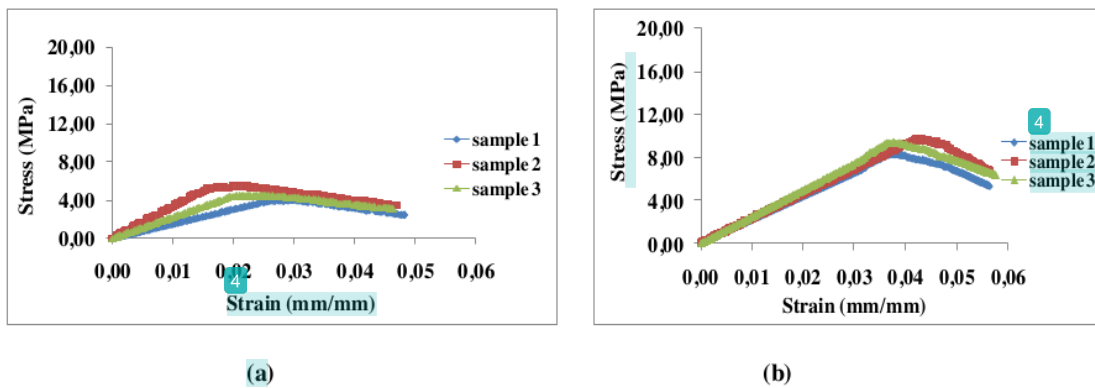 20,00
16,00
12,00
8,00
4,00
0,00
Stress (MPa)
0,00 0,01 0,02 0,03 0,04 0,05 0,06
4
Strain (mm/mm)
sample 1
sample 2
sample 3
(a)
20,00
16,00
12,00
8,00
4,00
0,00
Stress (MPa)
0,00 0,01 0,02 0,03 0,04 0,05 0,06
Strain (mm/mm)
4
sample 1
sample 2
sample 3
(b)